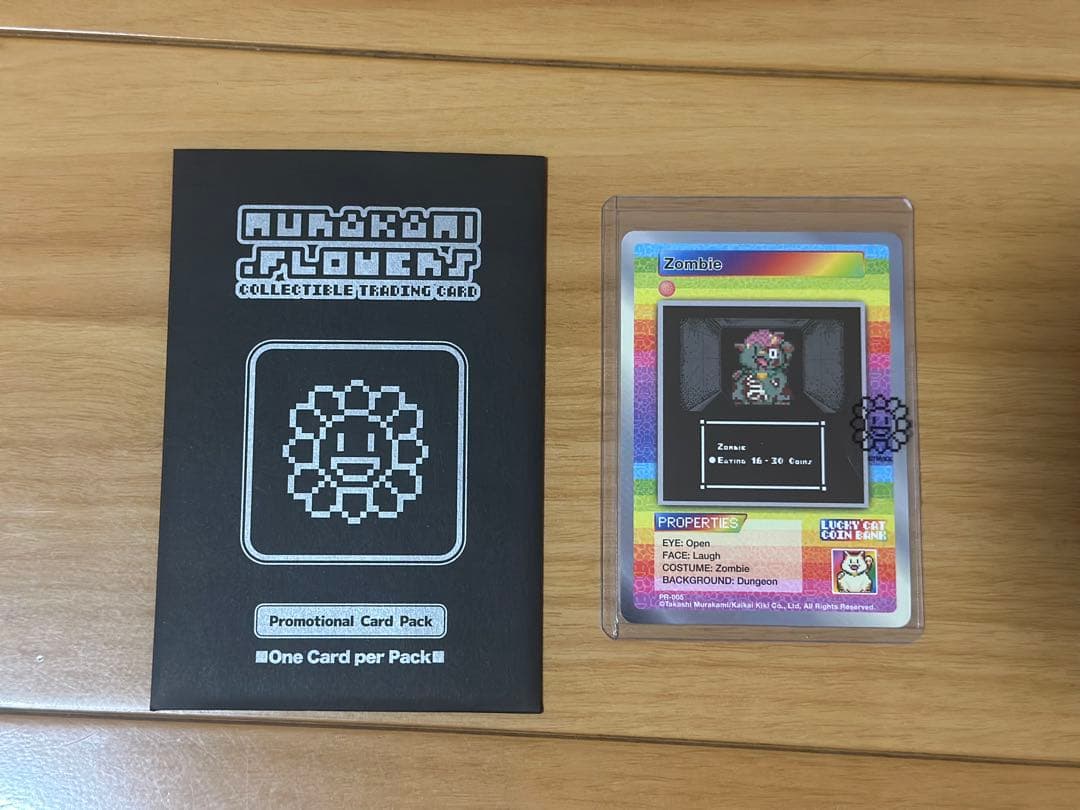 MURAKAMI
.FLOWERS
COLLECTIBLE TRADING CARD
Promotional Card Pack
One Card per Pack
Zombie
Zombie
Eating 16 - 30 Coins
PROPERTIES
EYE: Open
FACE: Laugh
COSTUME: Zombie
BACKGROUND: Dungeon
LUCKY CAT
COIN BANK
PR-005
©Takashi Murakami/Kaikai Kiki Co., Ltd, All Rights Reserved.